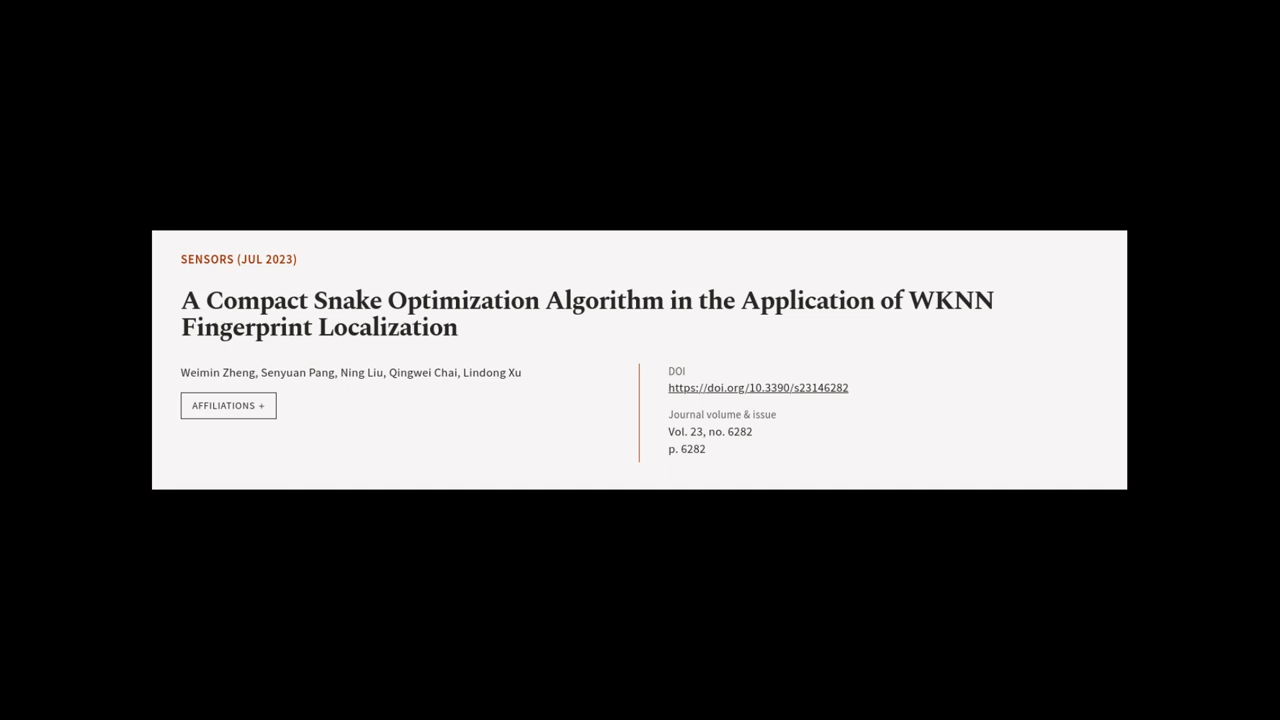 SENSORS (JUL 2023)
A Compact Snake Optimization Algorithm in the Application of WKNN
Fingerprint Localization
Weimin Zheng, Senyuan Pang, Ning Liu, Qingwei Chai, Lindong Xu
AFFILIATIONS +
DOI
https://doi.org/10.3390/s23146282
Journal volume & issue
Vol. 23, no. 6282
p. 6282